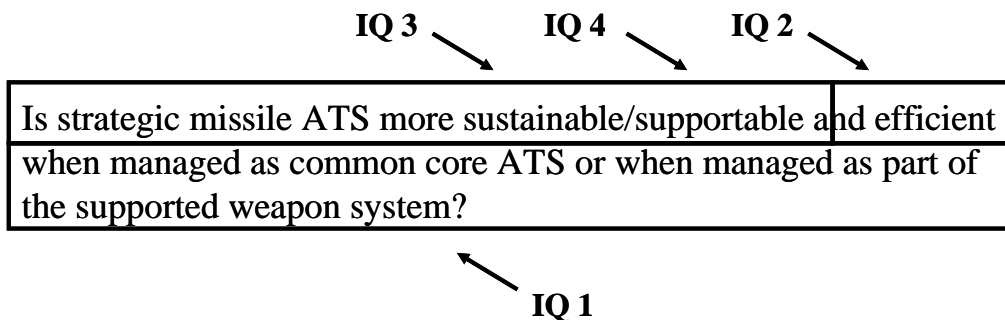 IQ 3 IQ 4 IQ 2
Is strategic missile ATS more sustainable/supportable and efficient
when managed as common core ATS or when managed as part of
the supported weapon system?
IQ 1